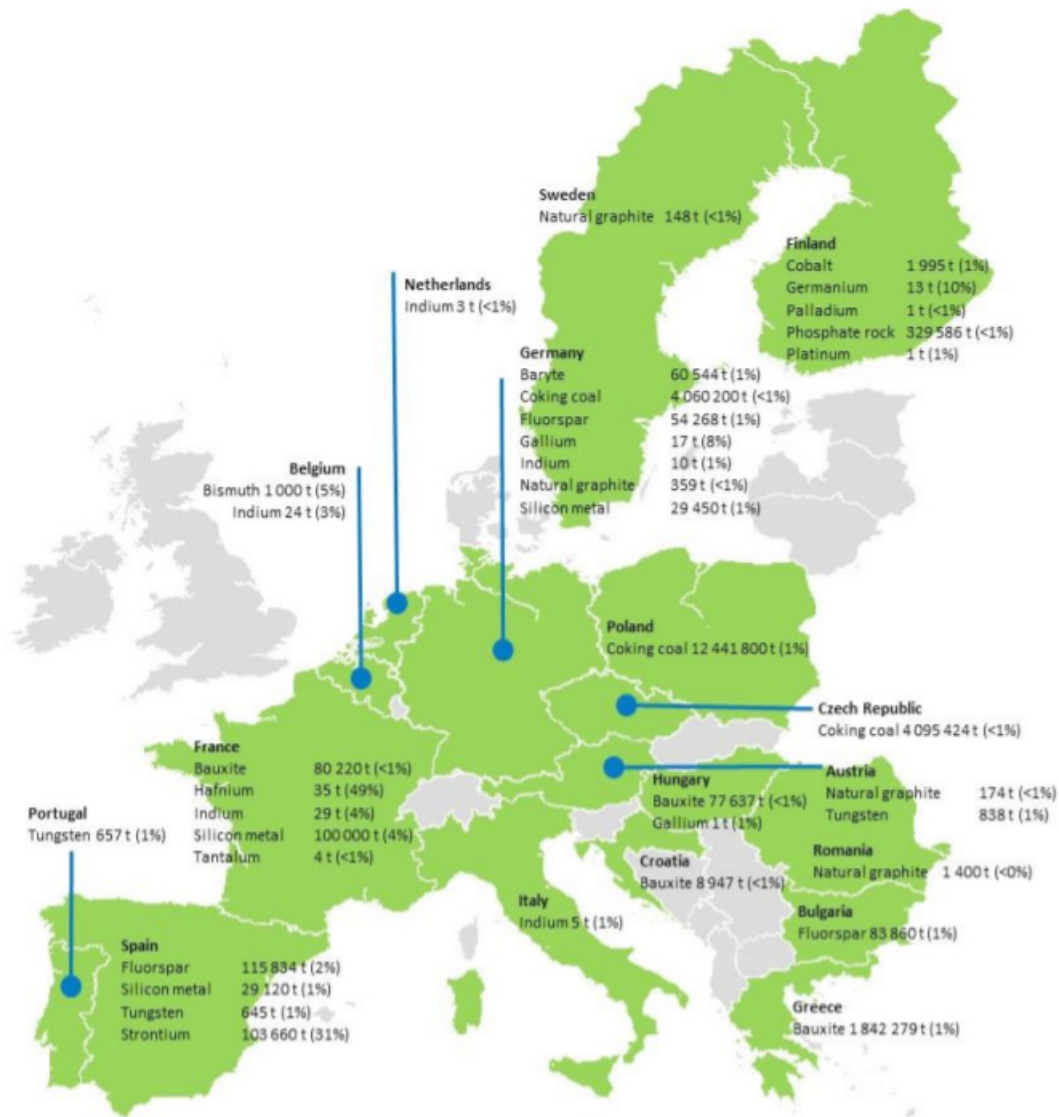 Sweden
Natural graphite 148 t (<1%)
Finland
Cobalt 1 995 t (1%)
Germanium 13 t (10%)
Palladium 1 t (<1%)
Phosphate rock 329 586 t (<1%)
Platinum 1 t (1%)
Netherlands
Indium 3 t (<1%)
Germany
Baryte 60 544 t (1%)
Coking coal 4 060 200 t (<1%)
Fluorspar 54 268 t (1%)
Gallium 17 t (8%)
Indium 10 t (1%)
Natural graphite 359 t (<1%)
Silicon metal 29 450 t (1%)
Belgium
Bismuth 1 000 t (5%)
Indium 24 t (3%)
Poland
Coking coal 12 441 800 t (1%)
Czech Republic
Coking coal 4 095 424 t (<1%)
France
Bauxite 80 220 t (<1%)
Hafnium 35 t (49%)
Indium 29 t (4%)
Silicon metal 100 000 t (4%)
Tantalum 4 t (<1%)
Hungary
Bauxite 77 637 t (<1%)
Gallium 1 t (1%)
Austria
Natural graphite 174 t (<1%)
Tungsten 838 t (1%)
Portugal
Tungsten 657 t (1%)
Croatia
Bauxite 8 947 t (<1%)
Romania
Natural graphite 1 400 t (<0%)
Italy
Indium 5 t (1%)
Bulgaria
Fluorspar 83 860 t (1%)
Spain
Fluorspar 115 834 t (2%)
Silicon metal 29 120 t (1%)
Tungsten 645 t (1%)
Strontium 103 660 t (31%)
Greece
Bauxite 1 842 279 t (1%)